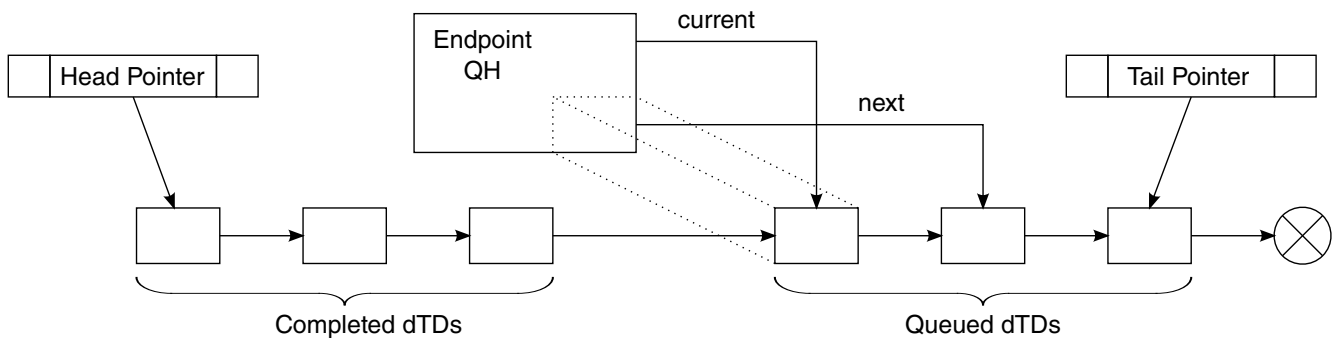 current
Endpoint
QH
Head Pointer
Tail Pointer
next
Completed dTDs
Queued dTDs